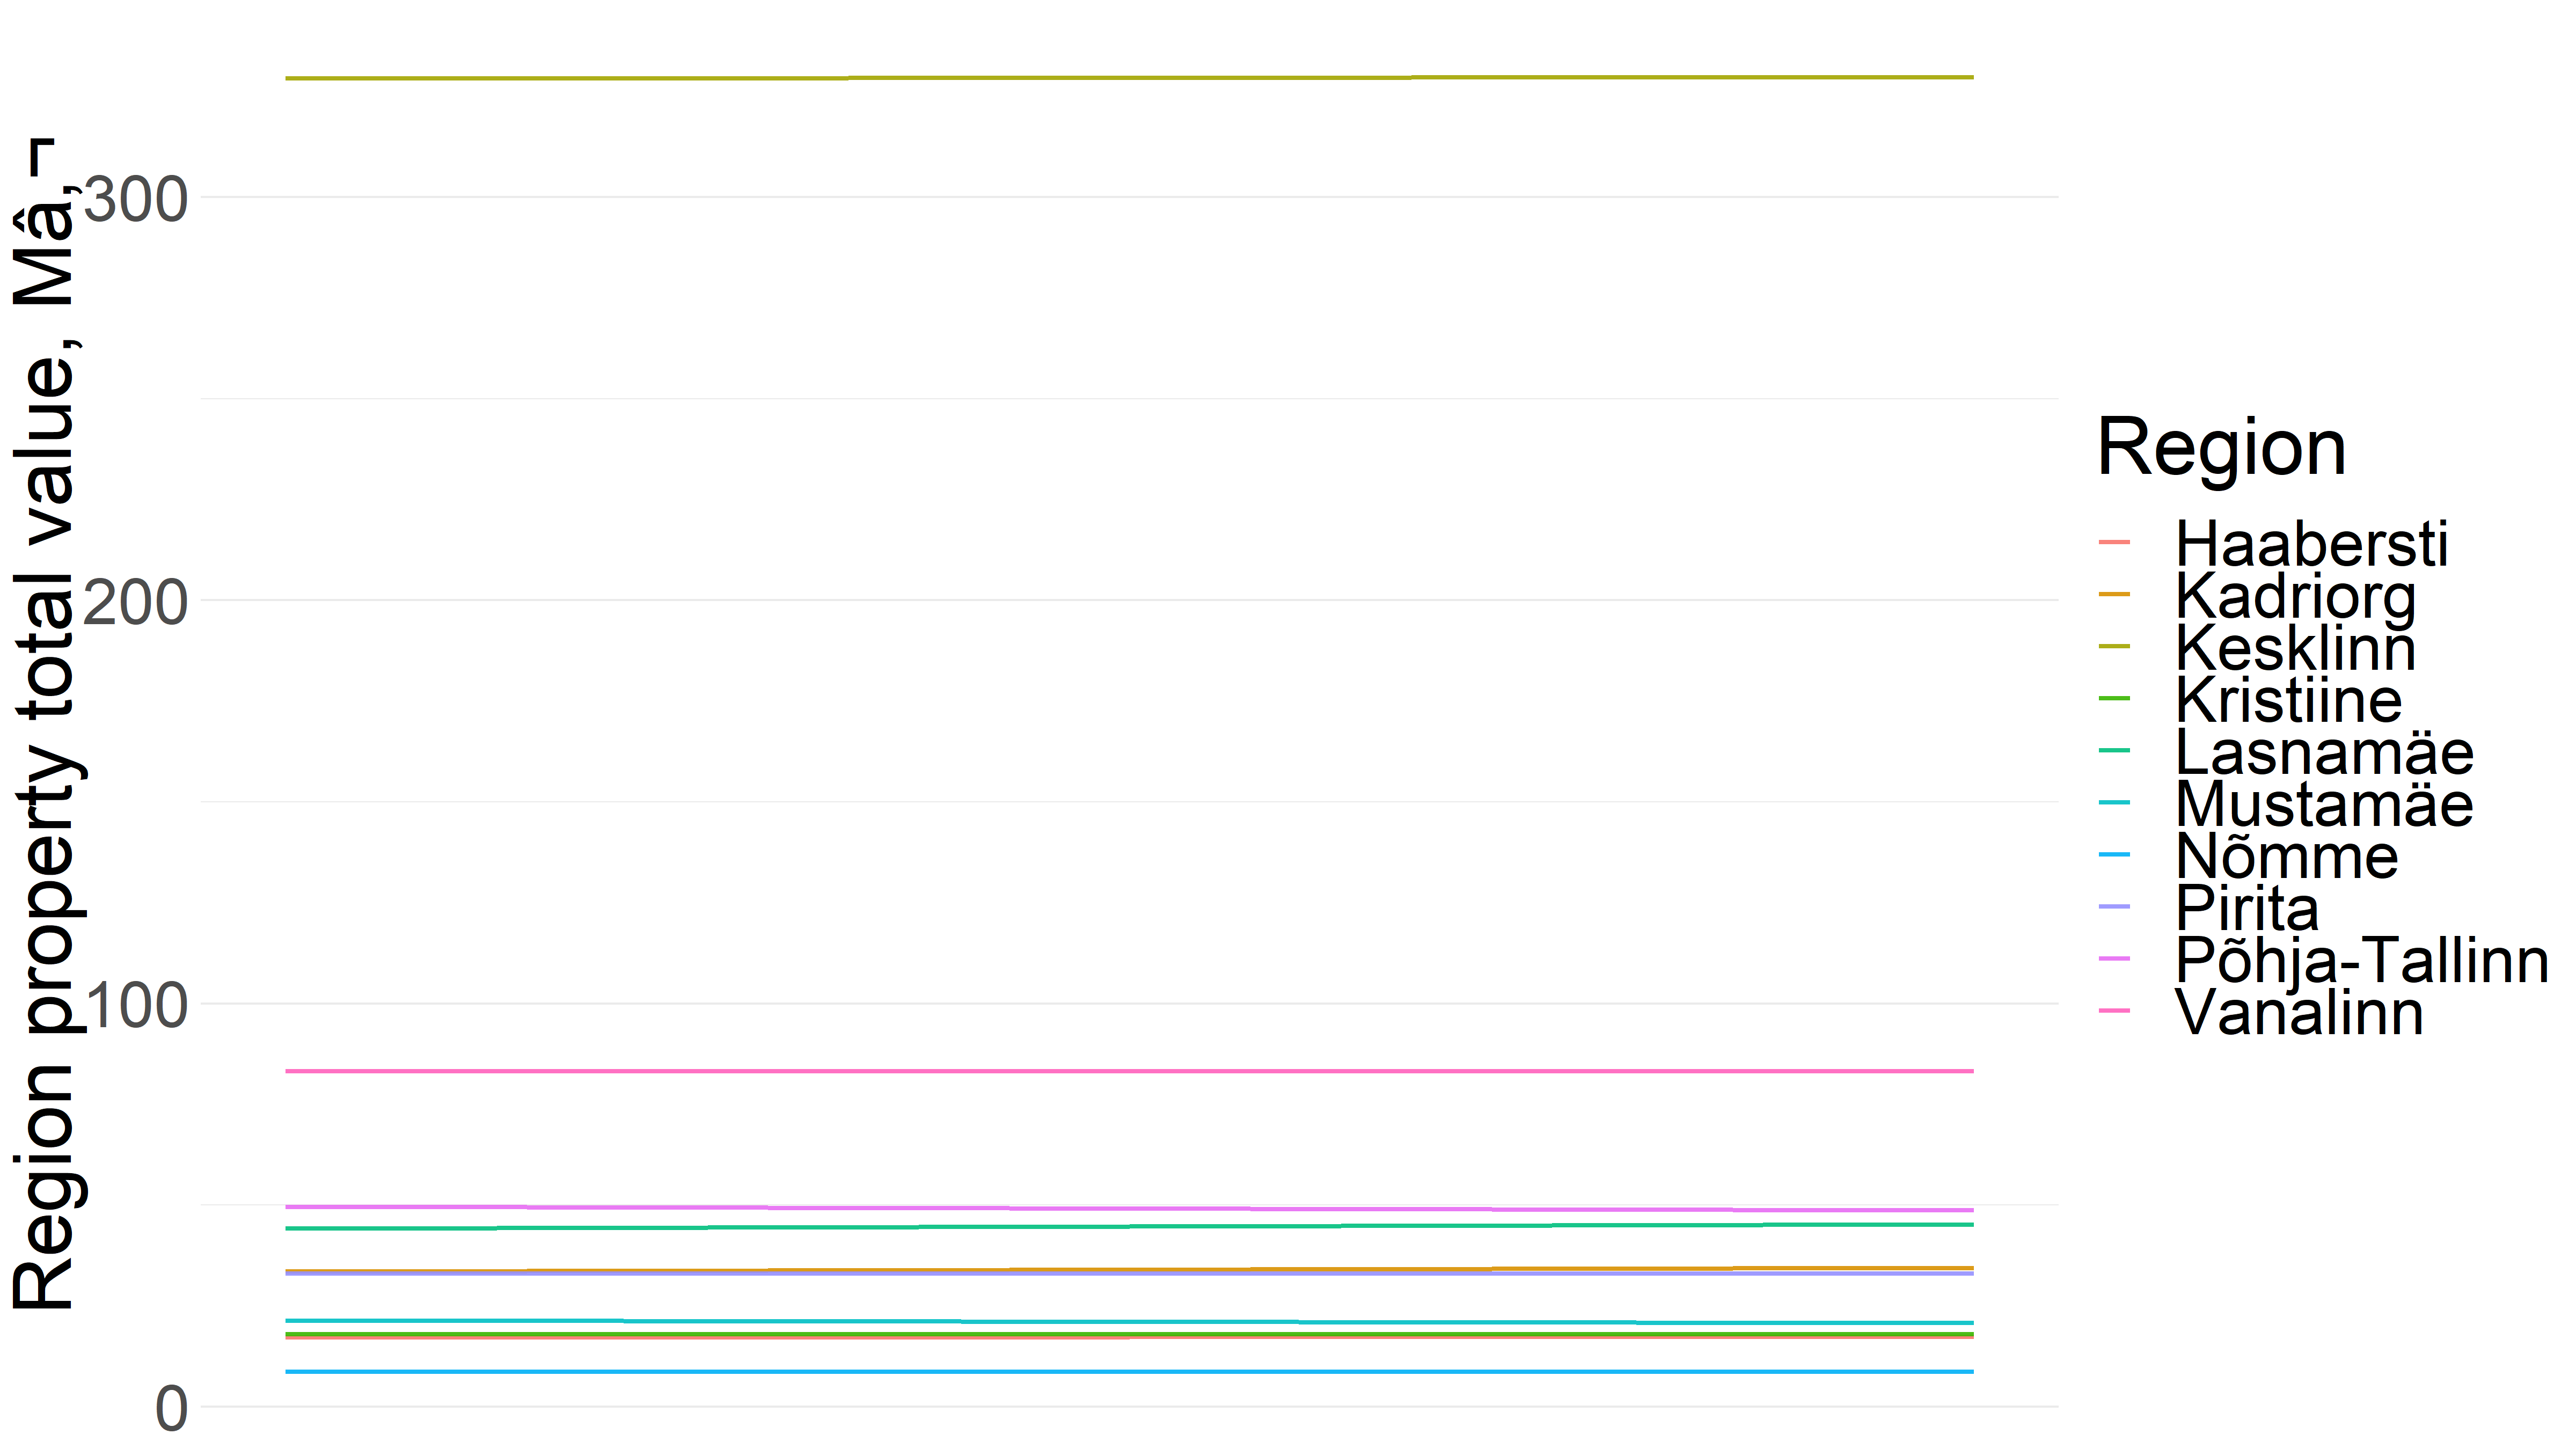 Region property total value, Mâ‚¬
300
200
100
0
Region
Haabersti
Kadriorg
Kesklinn
Kristiine
Lasnamäe
Mustamäe
Nõmme
Pirita
Põhja-Tallinn
Vanalinn